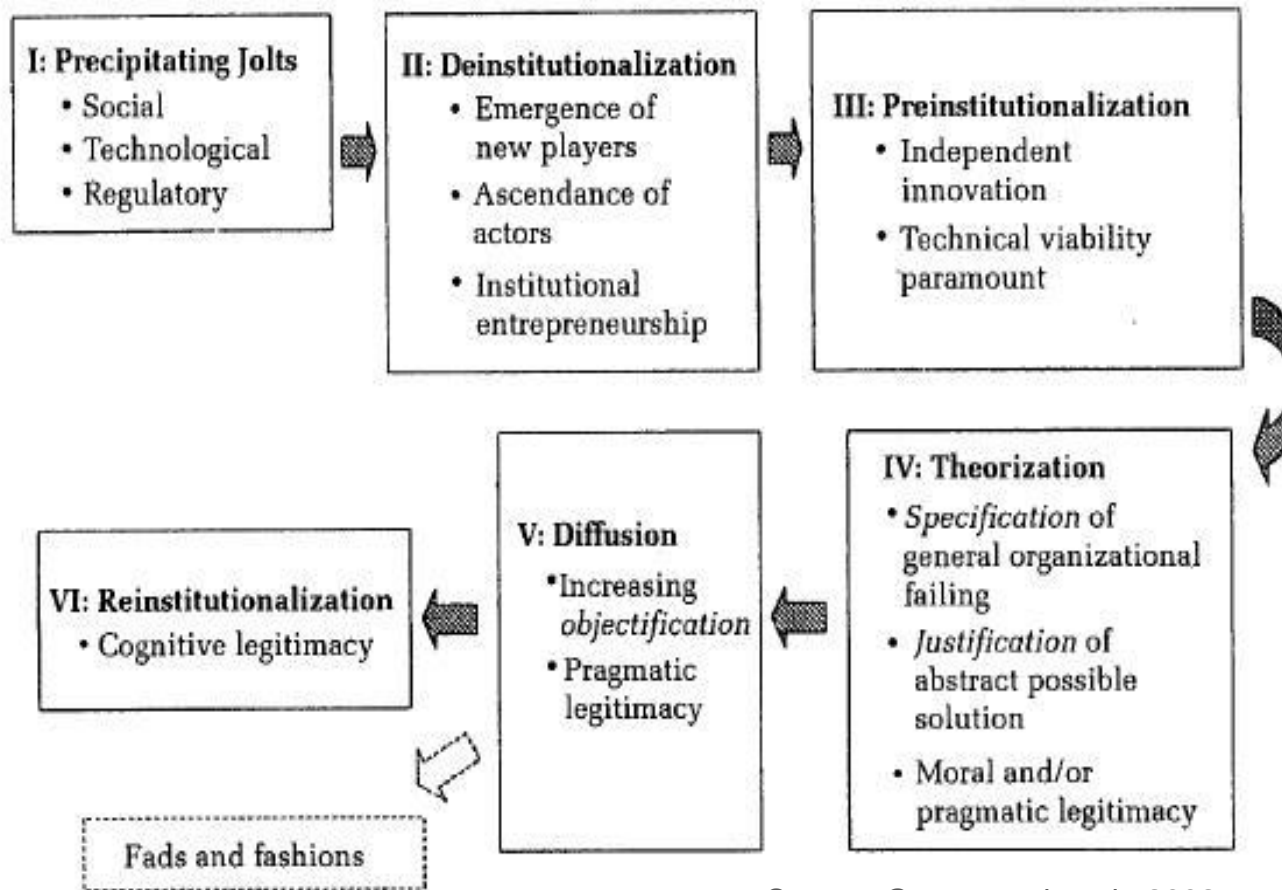 I: Precipitating Jolts
• Social
• Technological
• Regulatory
II: Deinstitutionalization
• Emergence of
new players
• Ascendance of
actors
• Institutional
entrepreneurship
III: Preinstitutionalization
• Independent
innovation
• Technical viability
paramount
IV: Theorization
• Specification of
general organizational
failing
• Justification of
abstract possible
solution
• Moral and/or
pragmatic legitimacy
V: Diffusion
• Increasing
objectification
• Pragmatic
legitimacy
VI: Reinstitutionalization
• Cognitive legitimacy
Fads and fashions